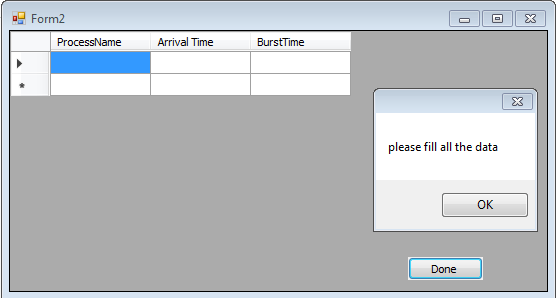 Form2
ProcessName Arrival Time BurstTime
*
please fill all the data
OK
Done